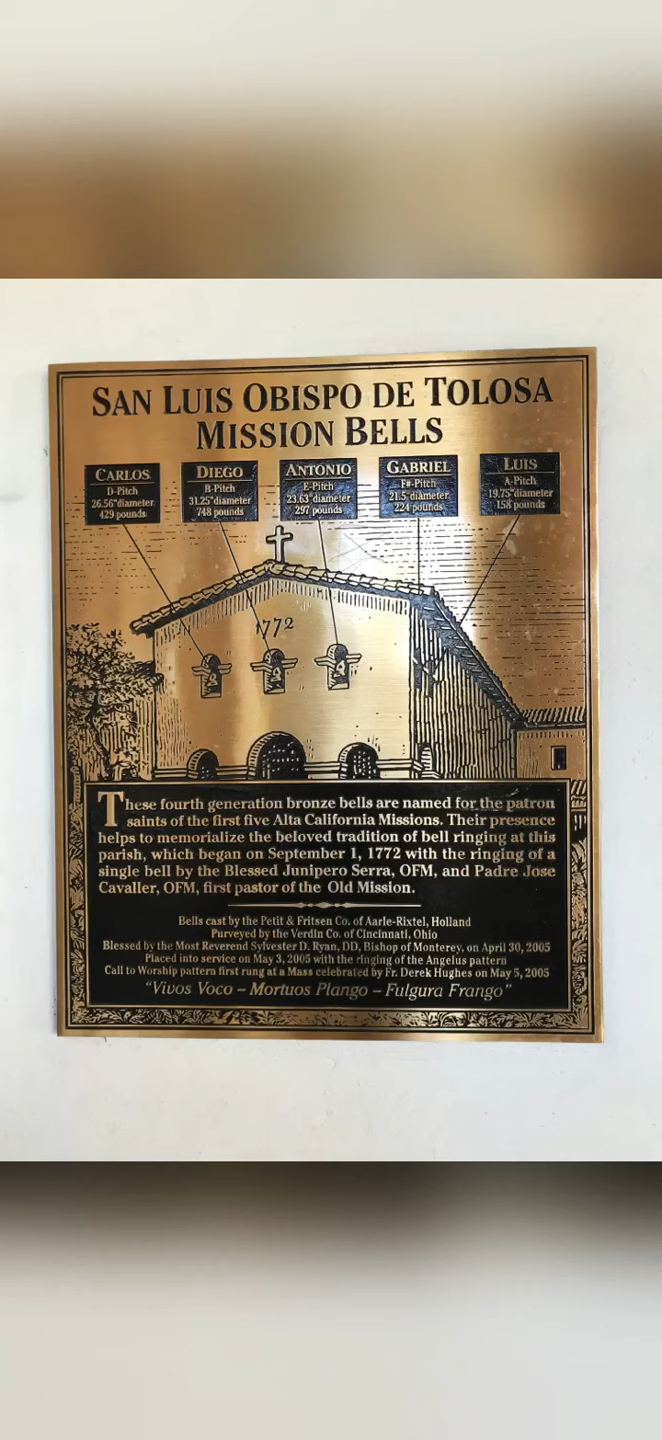 SAN LUIS OBISPO DE TOLOSA
MISSION BELLS
CARLOS
D-Pitch
26.56"diameter
429 pounds
DIEGO
B-Pitch
31.25"diameter
748 pounds
ANTONIO
E-Pitch
23.63"diameter
297 pounds
GABRIEL
F#-Pitch
21.5"diameter
224 pounds
LUIS
A-Pitch
19.75"diameter
158 pounds
1772
These fourth generation bronze bells are named for the patron
saints of the first five Alta California Missions. Their presence
helps to memorialize the beloved tradition of bell ringing at this
parish, which began on September 1, 1772 with the ringing of a
single bell by the Blessed Junipero Serra, OFM, and Padre Jose
Cavaller, OFM, first pastor of the Old Mission.
Bells cast by the Petit & Fritsen Co. of Aarle-Rixtel, Holland
Purveyed by the Verdin Co. of Cincinnati, Ohio
Blessed by the Most Reverend Sylvester D. Ryan, DD, Bishop of Monterey, on April 30, 2005
Placed into service on May 3, 2005 with the ringing of the Angelus pattern
Call to Worship pattern first rung at a Mass celebrated by Fr. Derek Hughes on May 5, 2005
"Vivos Voco – Mortuos Plango – Fulgura Frango"